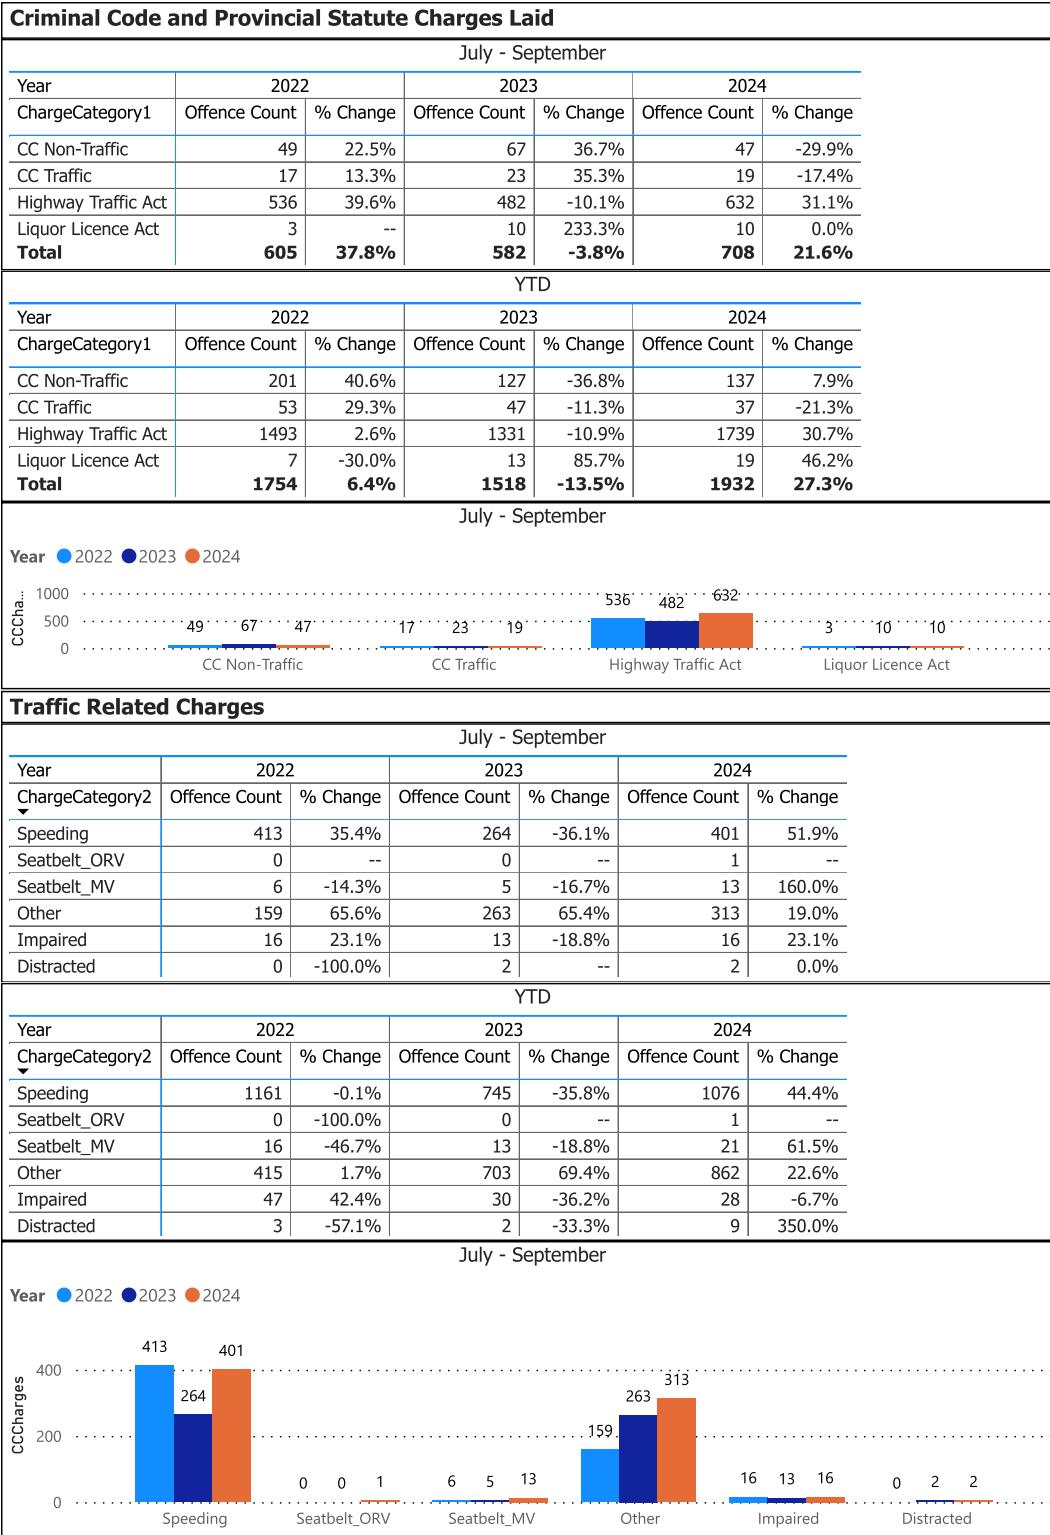 Criminal Code and Provincial Statute Charges Laid
July - September
Year 2022 2023 2024
ChargeCategory1 Offence Count % Change Offence Count % Change Offence Count % Change
CC Non-Traffic 49 22.5% 67 36.7% 47 -29.9%
CC Traffic 17 13.3% 23 35.3% 19 -17.4%
Highway Traffic Act 536 39.6% 482 -10.1% 632 31.1%
Liquor Licence Act 3 -- 10 233.3% 10 0.0%
Total 605 37.8% 582 -3.8% 708 21.6%
YTD
Year 2022 2023 2024
ChargeCategory1 Offence Count % Change Offence Count % Change Offence Count % Change
CC Non-Traffic 201 40.6% 127 -36.8% 137 7.9%
CC Traffic 53 29.3% 47 -11.3% 37 -21.3%
Highway Traffic Act 1493 2.6% 1331 -10.9% 1739 30.7%
Liquor Licence Act 7 -30.0% 13 85.7% 19 46.2%
Total 1754 6.4% 1518 -13.5% 1932 27.3%
July - September
Year 2022 2023 2024
CCCha...
1000
500
0
49 67 47 17 23 19 536 482 632 3 10 10
CC Non-Traffic CC Traffic Highway Traffic Act Liquor Licence Act
Traffic Related Charges
July - September
Year 2022 2023 2024
ChargeCategory2 Offence Count % Change Offence Count % Change Offence Count % Change
Speeding 413 35.4% 264 -36.1% 401 51.9%
Seatbelt_ORV 0 -- 0 -- 1 --
Seatbelt_MV 6 -14.3% 5 -16.7% 13 160.0%
Other 159 65.6% 263 65.4% 313 19.0%
Impaired 16 23.1% 13 -18.8% 16 23.1%
Distracted 0 -100.0% 2 -- 2 0.0%
YTD
Year 2022 2023 2024
ChargeCategory2 Offence Count % Change Offence Count % Change Offence Count % Change
Speeding 1161 -0.1% 745 -35.8% 1076 44.4%
Seatbelt_ORV 0 -100.0% 0 -- 1 --
Seatbelt_MV 16 -46.7% 13 -18.8% 21 61.5%
Other 415 1.7% 703 69.4% 862 22.6%
Impaired 47 42.4% 30 -36.2% 28 -6.7%
Distracted 3 -57.1% 2 -33.3% 9 350.0%
July - September
Year 2022 2023 2024
CCCharges
400
200
0
413 264 401 0 0 1 6 5 13 159 263 313 16 13 16 0 2 2
Speeding Seatbelt_ORV Seatbelt_MV Other Impaired Distracted